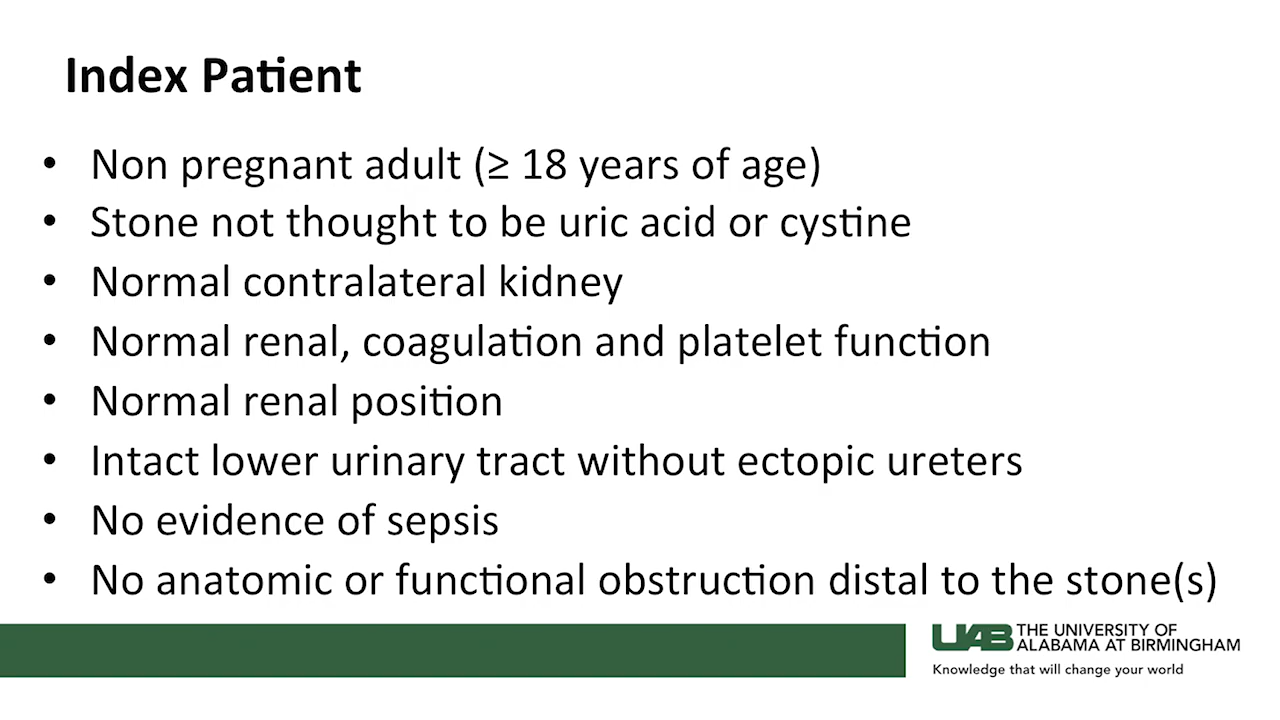 Index Patient
• Non pregnant adult (≥ 18 years of age)
• Stone not thought to be uric acid or cystine
• Normal contralateral kidney
• Normal renal, coagulation and platelet function
• Normal renal position
• Intact lower urinary tract without ectopic ureters
• No evidence of sepsis
• No anatomic or functional obstruction distal to the stone(s)
UAB THE UNIVERSITY OF
ALABAMA AT BIRMINGHAM
Knowledge that will change your world